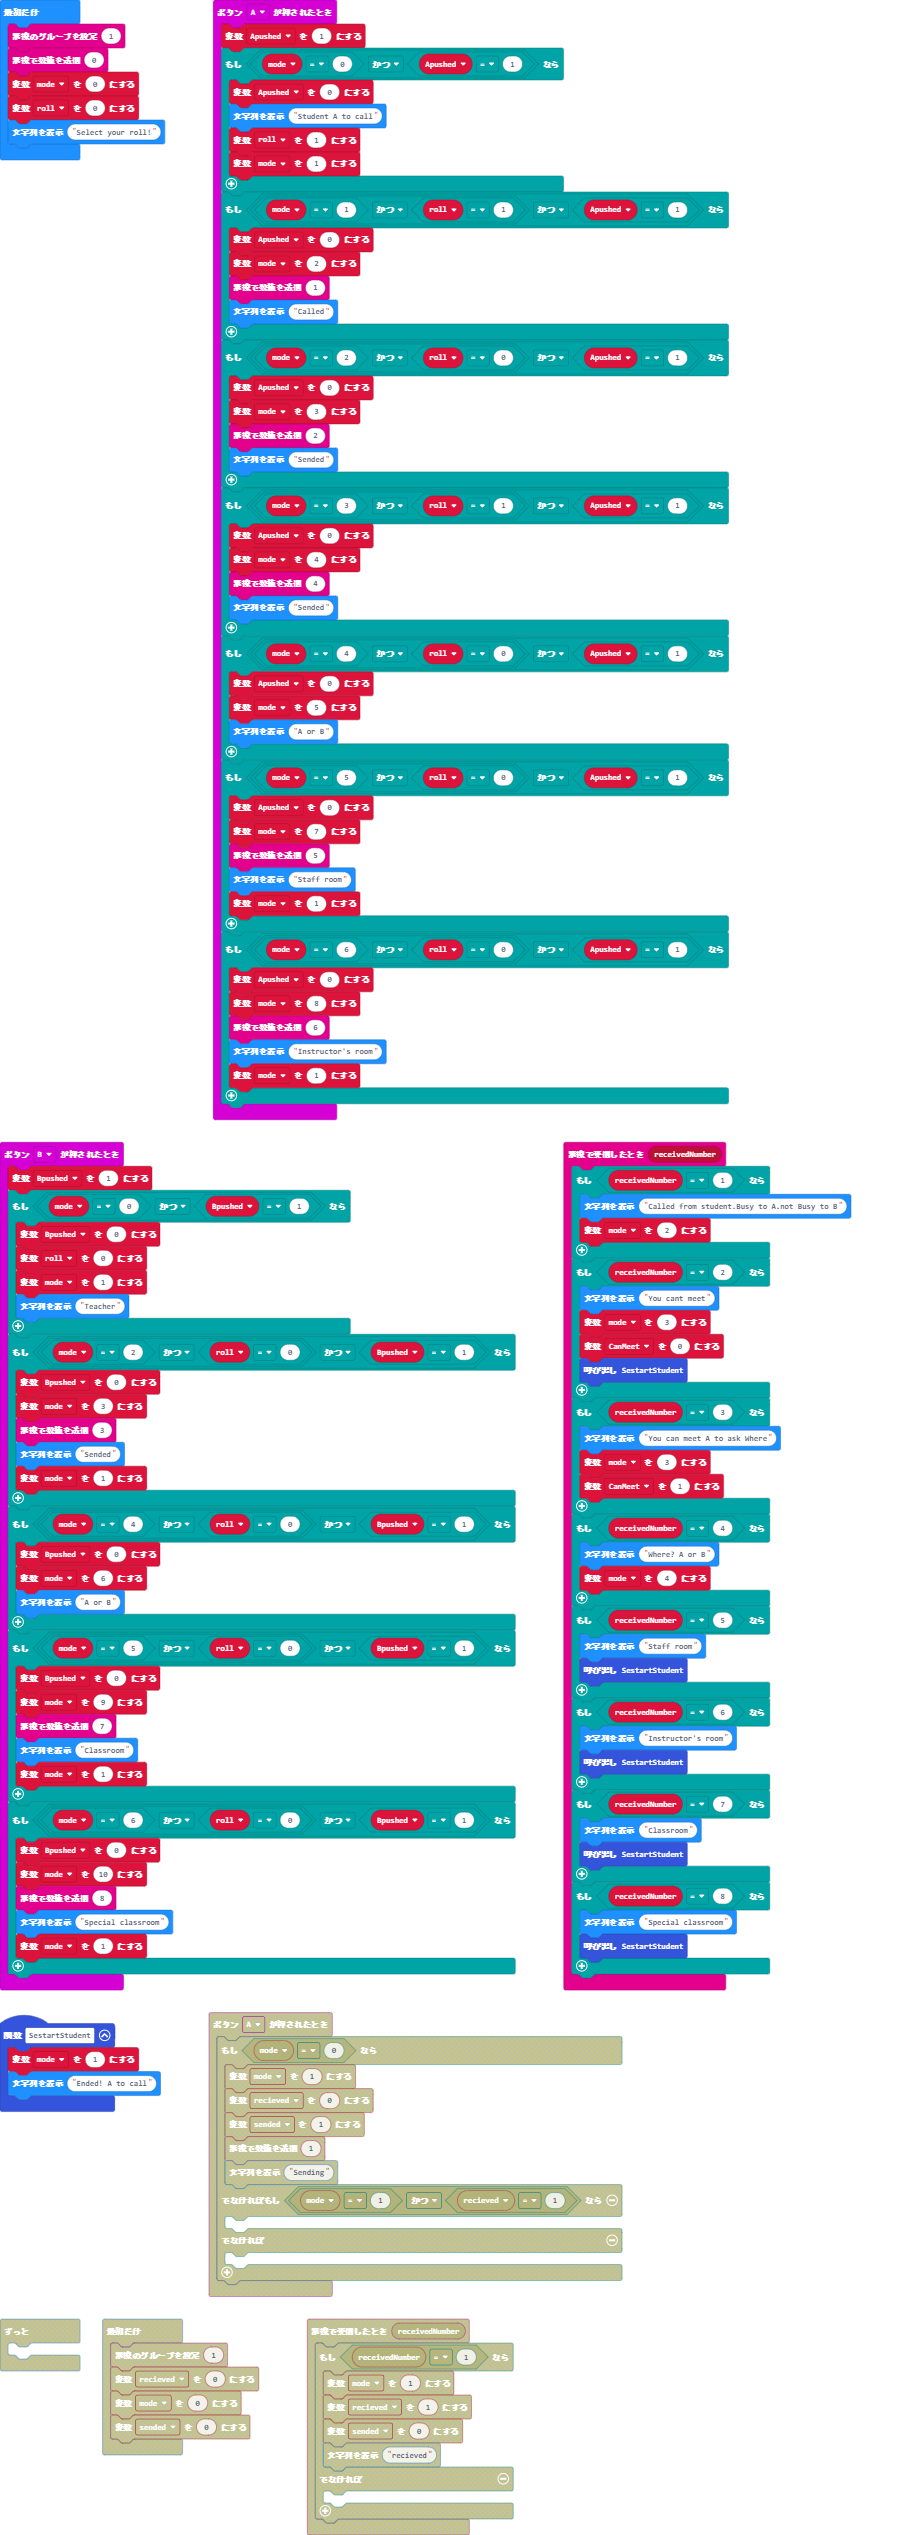 最初だけ
無線のグループを設定 1
無線で数値を送信 0
変数 mode を 0 にする
変数 roll を 0 にする
文字列を表示 "Select your roll!"
ボタン A が押されたとき
変数 Apushed を 1 にする
もし mode = 0 かつ Apushed = 1 なら
変数 Apushed を 0 にする
文字列を表示 "Student A to call"
変数 roll を 1 にする
変数 mode を 1 にする
もし mode = 1 かつ roll = 1 かつ Apushed = 1 なら
変数 Apushed を 0 にする
変数 mode を 2 にする
無線で数値を送信 1
文字列を表示 "Called"
もし mode = 2 かつ roll = 0 かつ Apushed = 1 なら
変数 Apushed を 0 にする
変数 mode を 3 にする
無線で数値を送信 2
文字列を表示 "Sended"
もし mode = 3 かつ roll = 1 かつ Apushed = 1 なら
変数 Apushed を 0 にする
変数 mode を 4 にする
無線で数値を送信 4
文字列を表示 "Sended"
もし mode = 4 かつ roll = 0 かつ Apushed = 1 なら
変数 Apushed を 0 にする
変数 mode を 5 にする
文字列を表示 "A or B"
もし mode = 5 かつ roll = 0 かつ Apushed = 1 なら
変数 Apushed を 0 にする
変数 mode を 7 にする
無線で数値を送信 5
文字列を表示 "Staff room"
変数 mode を 1 にする
もし mode = 6 かつ roll = 0 かつ Apushed = 1 なら
変数 Apushed を 0 にする
変数 mode を 8 にする
無線で数値を送信 6
文字列を表示 "Instructor's room"
変数 mode を 1 にする
ボタン B が押されたとき
変数 Bpushed を 1 にする
もし mode = 0 かつ Bpushed = 1 なら
変数 Bpushed を 0 にする
変数 roll を 0 にする
変数 mode を 1 にする
文字列を表示 "Teacher"
もし mode = 2 かつ roll = 0 かつ Bpushed = 1 なら
変数 Bpushed を 0 にする
変数 mode を 3 にする
無線で数値を送信 3
文字列を表示 "Sended"
変数 mode を 1 にする
もし mode = 4 かつ roll = 0 かつ Bpushed = 1 なら
変数 Bpushed を 0 にする
変数 mode を 6 にする
文字列を表示 "A or B"
もし mode = 5 かつ roll = 0 かつ Bpushed = 1 なら
変数 Bpushed を 0 にする
変数 mode を 9 にする
無線で数値を送信 7
文字列を表示 "Classroom"
変数 mode を 1 にする
もし mode = 6 かつ roll = 0 かつ Bpushed = 1 なら
変数 Bpushed を 0 にする
変数 mode を 10 にする
無線で数値を送信 8
文字列を表示 "Special classroom"
変数 mode を 1 にする
無線で受信したとき receivedNumber
もし receivedNumber = 1 なら
文字列を表示 "Called from student.Busy to A.not Busy to B"
変数 mode を 2 にする
もし receivedNumber = 2 なら
文字列を表示 "You cant meet"
変数 mode を 3 にする
変数 CanMeet を 0 にする
呼び出し SestartStudent
もし receivedNumber = 3 なら
文字列を表示 "You can meet A to ask Where"
変数 mode を 3 にする
変数 CanMeet を 1 にする
もし receivedNumber = 4 なら
文字列を表示 "Where? A or B"
変数 mode を 4 にする
もし receivedNumber = 5 なら
文字列を表示 "Staff room"
呼び出し SestartStudent
もし receivedNumber = 6 なら
文字列を表示 "Instructor's room"
呼び出し SestartStudent
もし receivedNumber = 7 なら
文字列を表示 "Classroom"
呼び出し SestartStudent
もし receivedNumber = 8 なら
文字列を表示 "Special classroom"
呼び出し SestartStudent
関数 SestartStudent
変数 mode を 1 にする
文字列を表示 "Ended! A to call"
ボタン A が押されたとき
もし mode = 0 なら
変数 mode を 1 にする
変数 recieved を 0 にする
変数 sended を 1 にする
無線で数値を送信 1
文字列を表示 "Sending"
でなければもし mode = 1 かつ recieved = 1 なら
でなければ
ずっと
最初だけ
無線のグループを設定 1
変数 recieved を 0 にする
変数 mode を 0 にする
変数 sended を 0 にする
無線で受信したとき receivedNumber
もし receivedNumber = 1 なら
変数 mode を 1 にする
変数 recieved を 1 にする
変数 sended を 0 にする
文字列を表示 "recieved"
でなければ